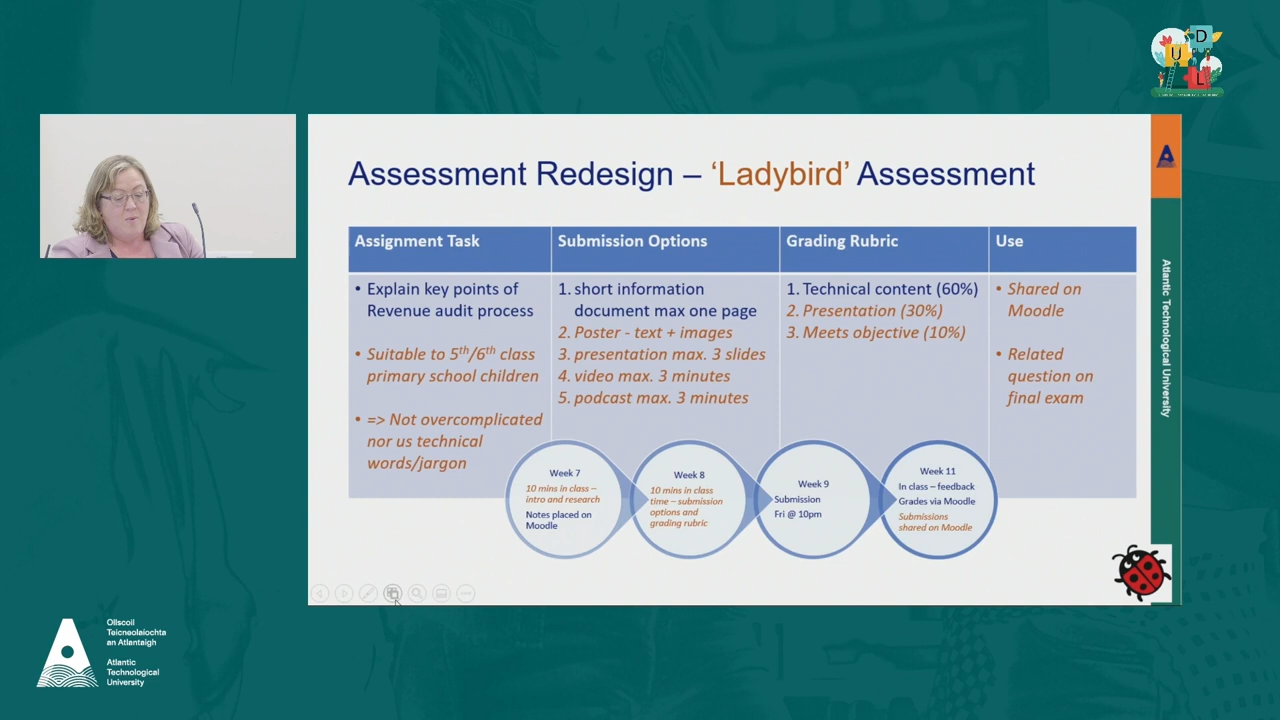 U
D
L
Assessment Redesign – ‘Ladybird’ Assessment
Assignment Task
• Explain key points of
Revenue audit process
• Suitable to 5th/6th class
primary school children
• => Not overcomplicated
nor us technical
words/jargon
Submission Options
1. short information
document max one page
2. Poster - text + images
3. presentation max. 3 slides
4. video max. 3 minutes
5. podcast max. 3 minutes
Grading Rubric
1. Technical content (60%)
2. Presentation (30%)
3. Meets objective (10%)
Use
• Shared on
Moodle
• Related
question on
final exam
Week 7
10 mins in class –
intro and research
Notes placed on
Moodle
Week 8
10 mins in class
time – submission
options and
grading rubric
Week 9
Submission
Fri @ 10pm
Week 11
In class – feedback
Grades via Moodle
Submissions
shared on Moodle
Atlantic Technological University
Ollscoil
Teicneolaíochta
an Atlantaigh
Atlantic
Technological
University